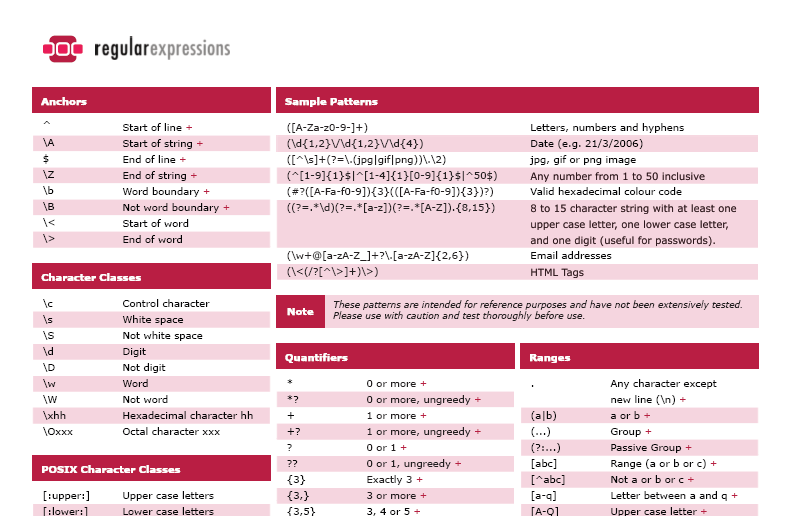 regularexpressions
Anchors
^ Start of line +
\A Start of string +
$ End of line +
\Z End of string +
\b Word boundary +
\B Not word boundary +
\< Start of word
\> End of word
Character Classes
\c Control character
\s White space
\S Not white space
\d Digit
\D Not digit
\w Word
\W Not word
\xhh Hexadecimal character hh
\Oxxx Octal character xxx
POSIX Character Classes
[:upper:] Upper case letters
[:lower:] Lower case letters
Sample Patterns
([A-Za-z0-9-]+) Letters, numbers and hyphens
(\d{1,2}\/\d{1,2}\/\d{4}) Date (e.g. 21/3/2006)
([^\s]+(?=\.(jpg|gif|png))\.\2) jpg, gif or png image
(^[1-9]{1}$|^[1-4]{1}[0-9]{1}$|^50$) Any number from 1 to 50 inclusive
(#?([A-Fa-f0-9]){3}(([A-Fa-f0-9]){3})?) Valid hexadecimal colour code
((?=.*\d)(?=.*[a-z])(?=.*[A-Z]).{8,15}) 8 to 15 character string with at least one
upper case letter, one lower case letter,
and one digit (useful for passwords).
(\w+@[a-zA-Z_]+?\.[a-zA-Z]{2,6}) Email addresses
(\<(/?[^\>]+)\>) HTML Tags
Note
These patterns are intended for reference purposes and have not been extensively tested.
Please use with caution and test thoroughly before use.
Quantifiers
* 0 or more +
*? 0 or more, ungreedy +
+ 1 or more +
+? 1 or more, ungreedy +
? 0 or 1 +
?? 0 or 1, ungreedy +
{3} Exactly 3 +
{3,} 3 or more +
{3,5} 3, 4 or 5 +
Ranges
. Any character except
new line (\n) +
(a|b) a or b +
(...) Group +
(?:...) Passive Group +
[abc] Range (a or b or c) +
[^abc] Not a or b or c +
[a-q] Letter between a and q +
[A-Q] Upper case letter +